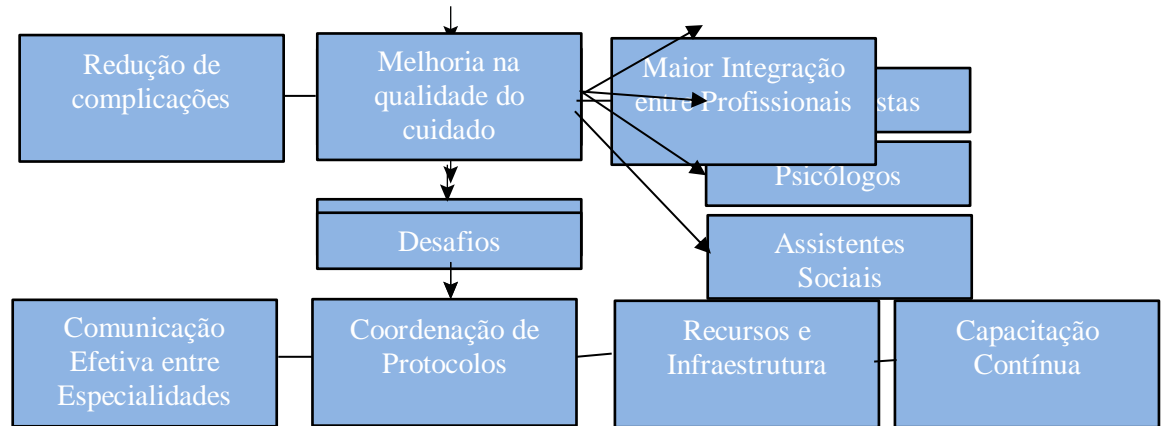 Redução de
complicações
Melhoria na
qualidade do
cuidado
Maior Integração
entre Profissionais
Psicólogos
Desafios
Assistentes
Sociais
Comunicação
Efetiva entre
Especialidades
Coordenação de
Protocolos
Recursos e
Infraestrutura
Capacitação
Contínua